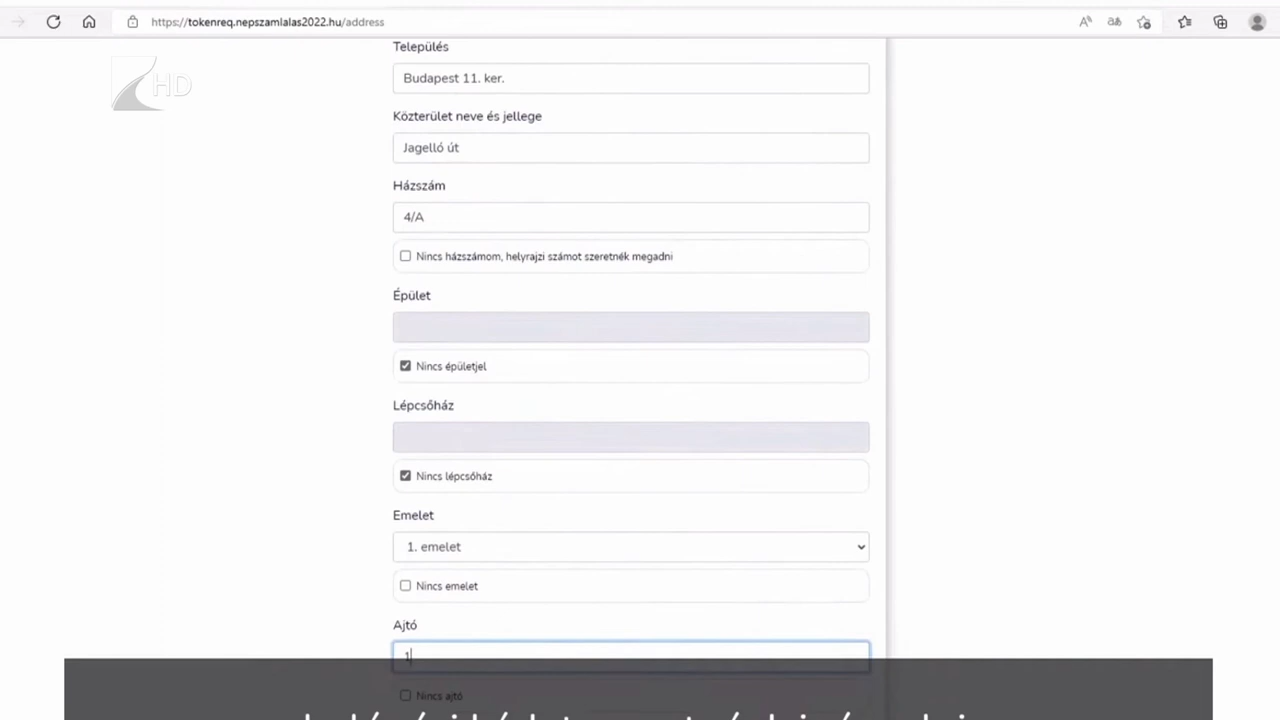 https://tokenreq.nepszamlalas2022.hu/address
HD
Település
Budapest 11. ker.
Közterület neve és jellege
Jagelló út
Házszám
4/A
Nincs házszámom, helyrajzi számot szeretnék megadni
Épület
Nincs épületjel
Lépcsőház
Nincs lépcsőház
Emelet
1. emelet
Nincs emelet
Ajtó
1
Nincs ajtó